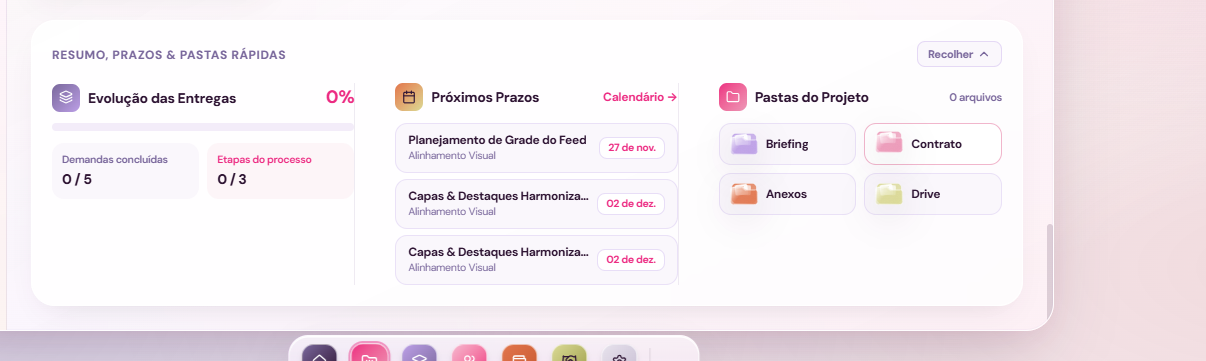 RESUMO, PRAZOS & PASTAS RÁPIDAS
Recolher
Evolução das Entregas
0%
Demandas concluídas
0 / 5
Etapas do processo
0 / 3
Próximos Prazos
Calendário →
Planejamento de Grade do Feed
Alinhamento Visual
27 de nov.
Capas & Destaques Harmoniza...
Alinhamento Visual
02 de dez.
Capas & Destaques Harmoniza...
Alinhamento Visual
02 de dez.
Pastas do Projeto
0 arquivos
Briefing
Contrato
Anexos
Drive